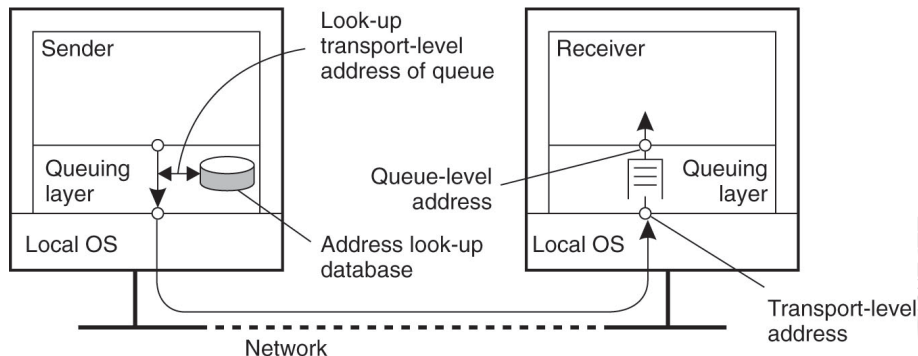 Look-up
transport-level
address of queue
Sender
Queuing
layer
Local OS
Address look-up
database
Receiver
Queue-level
address
Queuing
layer
Local OS
Transport-level
address
Network